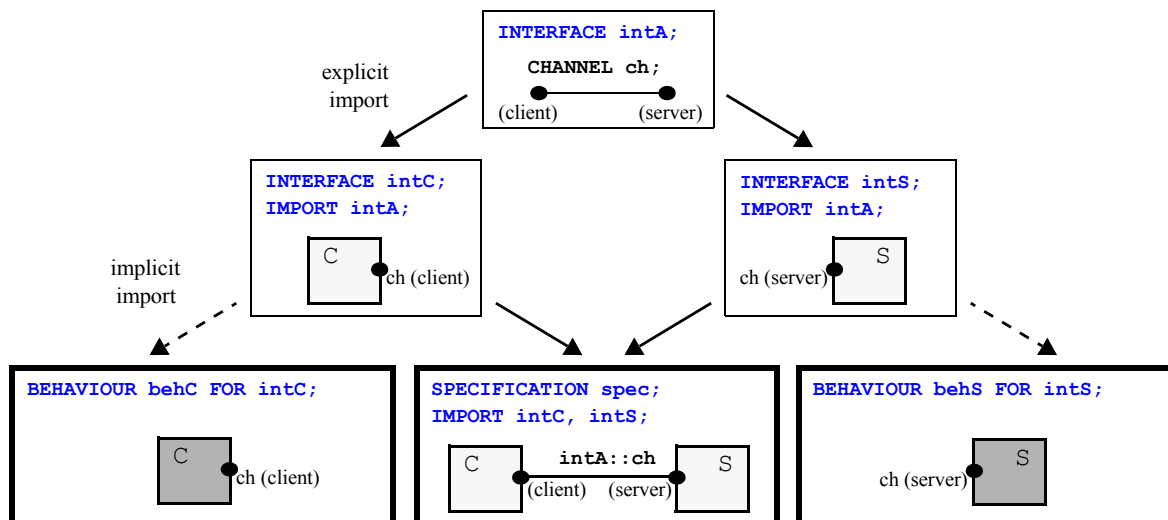 INTERFACE intA;
CHANNEL ch;
(client) (server)
explicit
import
INTERFACE intC;
IMPORT intA;
C
ch (client)
INTERFACE intS;
IMPORT intA;
S
ch (server)
implicit
import
BEHAVIOUR behC FOR intC;
C
ch (client)
SPECIFICATION spec;
IMPORT intC, intS;
C intA::ch S
(client) (server)
BEHAVIOUR behS FOR intS;
S
ch (server)